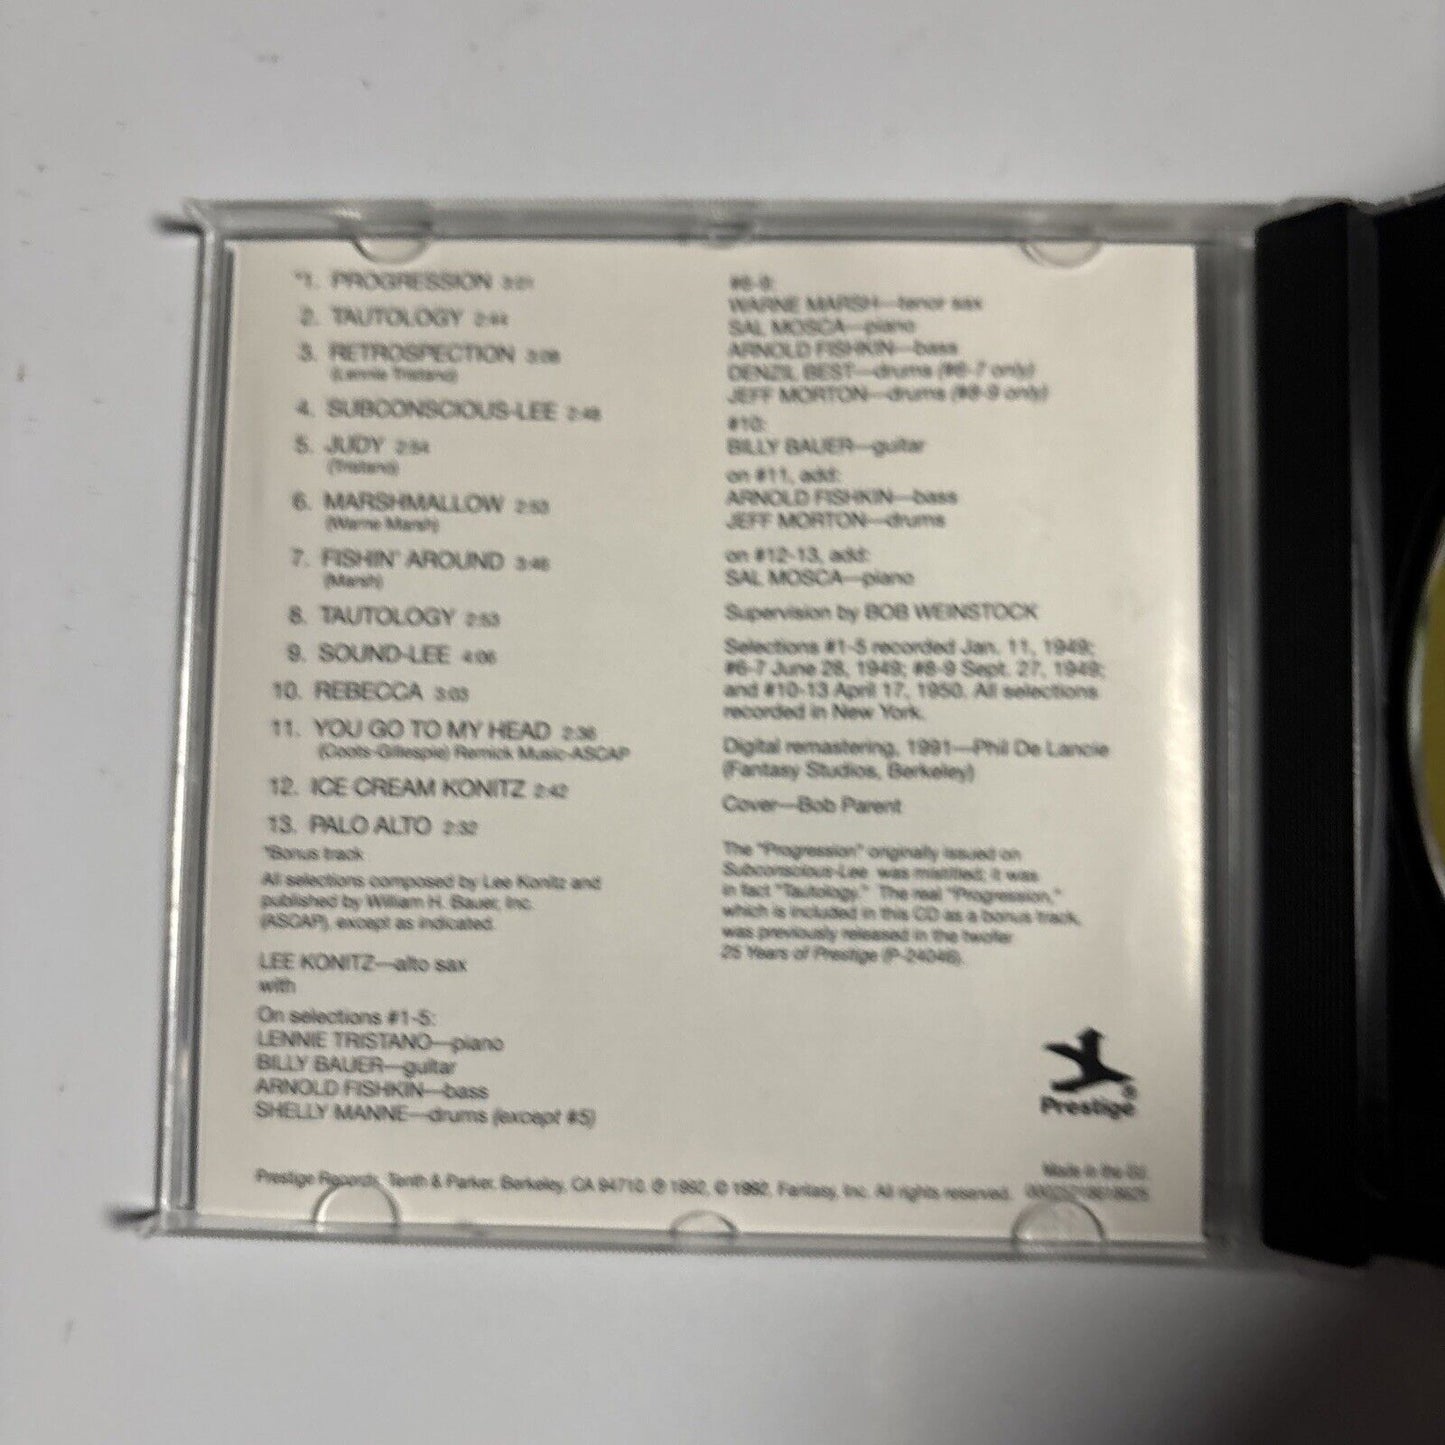 *1. PROGRESSION 3:01
2. TAUTOLOGY 2:44
3. RETROSPECTION 3:08
(Lennie Tristano)
4. SUBCONSCIOUS-LEE 2:48
5. JUDY 2:54
(Tristano)
6. MARSHMALLOW 2:53
(Warne Marsh)
7. FISHIN' AROUND 3:46
(Marsh)
8. TAUTOLOGY 2:53
9. SOUND-LEE 4:06
10. REBECCA 3:03
11. YOU GO TO MY HEAD 2:36
(Coots-Gillespie) Remick Music-ASCAP
12. ICE CREAM KONITZ 2:42
13. PALO ALTO 2:32
*Bonus track
All selections composed by Lee Konitz and
published by William H. Bauer, Inc.
(ASCAP), except as indicated.
LEE KONITZ—alto sax
with
On selections #1-5:
LENNIE TRISTANO—piano
BILLY BAUER—guitar
ARNOLD FISHKIN—bass
SHELLY MANNE—drums (except #5)
#6-9:
WARNE MARSH—tenor sax
SAL MOSCA—piano
ARNOLD FISHKIN—bass
DENZIL BEST—drums (#6-7 only)
JEFF MORTON—drums (#8-9 only)
#10:
BILLY BAUER—guitar
on #11, add:
ARNOLD FISHKIN—bass
JEFF MORTON—drums
on #12-13, add:
SAL MOSCA—piano
Supervision by BOB WEINSTOCK
Selections #1-5 recorded Jan. 11, 1949;
#6-7 June 28, 1949; #8-9 Sept. 27, 1949;
and #10-13 April 17, 1950. All selections
recorded in New York.
Digital remastering, 1991—Phil De Lancie
(Fantasy Studios, Berkeley)
Cover—Bob Parent
The "Progression" originally issued on
Subconscious-Lee was mistitled; it was
in fact "Tautology." The real "Progression,"
which is included in this CD as a bonus track,
was previously released in the twofer
25 Years of Prestige (P-24046).
Prestige
®
Made in the EU.
Prestige Records, Tenth & Parker, Berkeley, CA 94710. ℗ 1992, © 1992, Fantasy, Inc. All rights reserved.